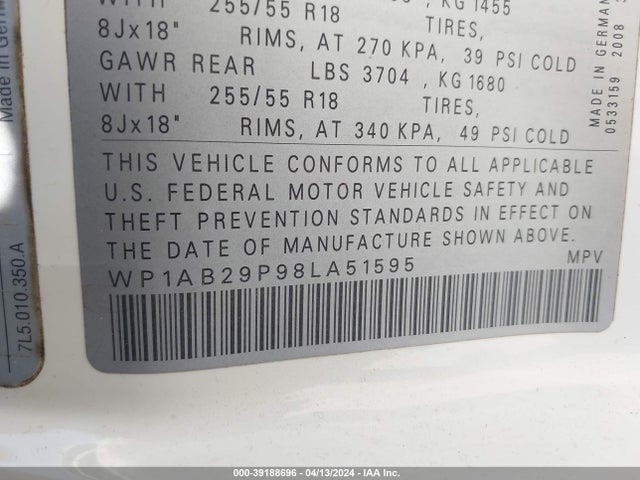 WITH 255/55 R18 TIRES,
8Jx18" RIMS, AT 270 KPA, 39 PSI COLD
GAWR REAR LBS 3704 , KG 1680
WITH 255/55 R18 TIRES,
8Jx18" RIMS, AT 340 KPA, 49 PSI COLD
THIS VEHICLE CONFORMS TO ALL APPLICABLE
U.S. FEDERAL MOTOR VEHICLE SAFETY AND
THEFT PREVENTION STANDARDS IN EFFECT ON
THE DATE OF MANUFACTURE SHOWN ABOVE.
WP1AB29P98LA51595 MPV
0533159 2008
7L5.010.350.A
000-39188696 - 04/13/2024 - IAA Inc.